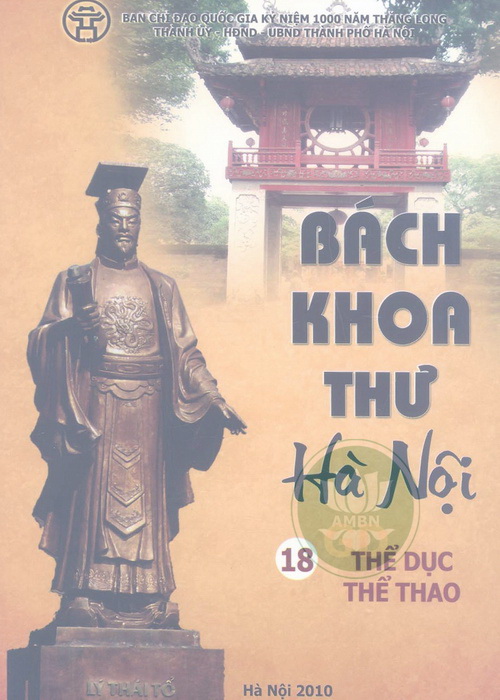 BAN CHỈ ĐẠO QUỐC GIA KỶ NIỆM 1000 NĂM THĂNG LONG
THÀNH ỦY - HĐND - UBND THÀNH PHỐ HÀ NỘI
BÁCH
KHOA
THƯ
Hà Nội
AMBN
18 THỂ DỤC
THỂ THAO
LÝ THÁI TỔ
Hà Nội 2010